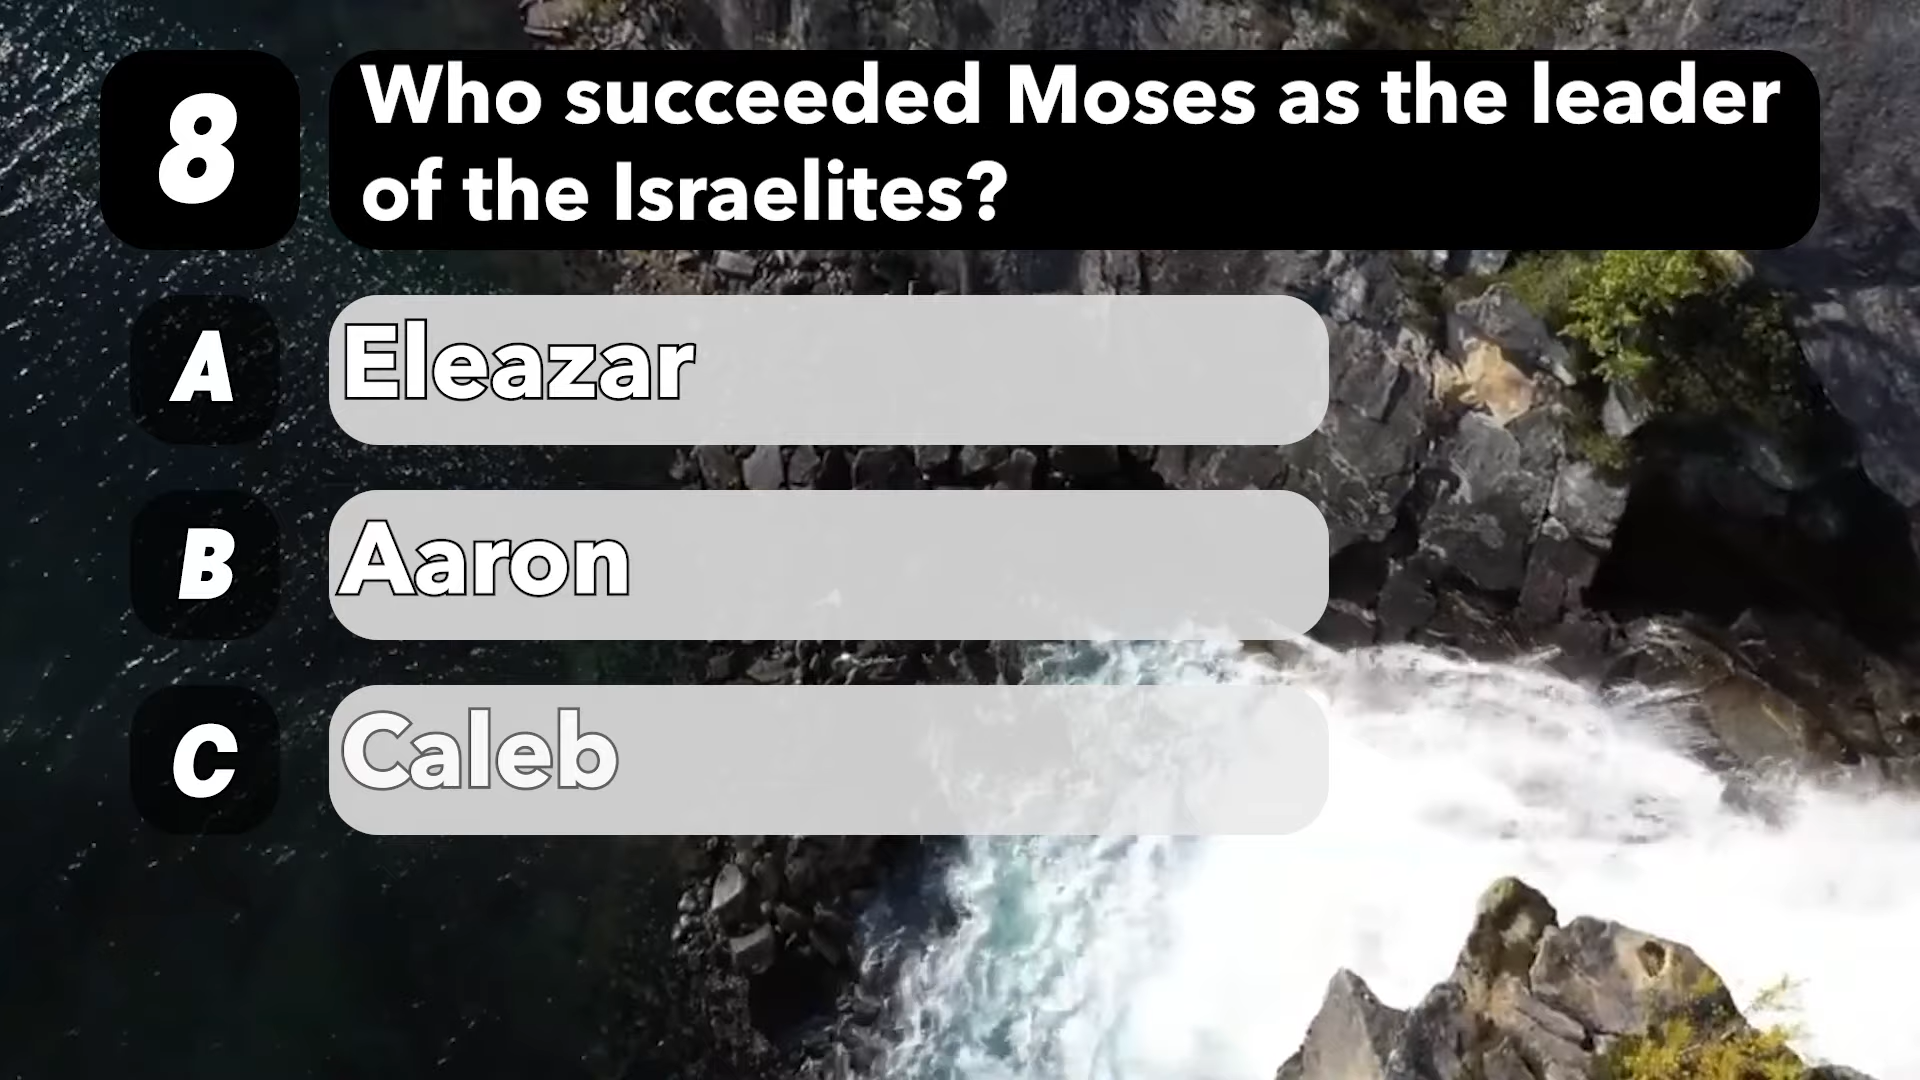 8
Who succeeded Moses as the leader
of the Israelites?
A
Eleazar
B
Aaron
C
Caleb